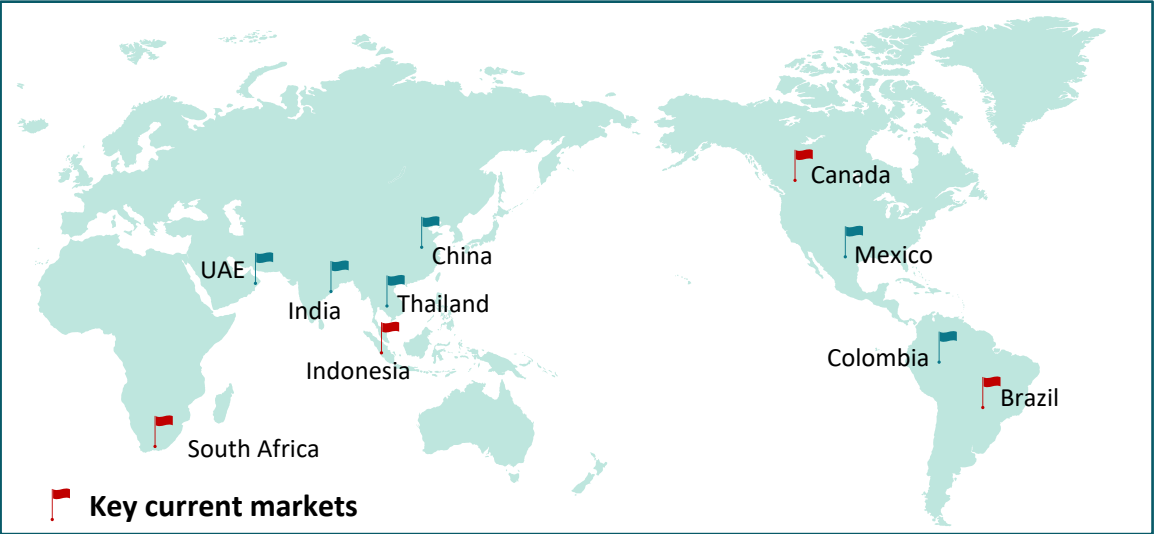 Canada
China
Mexico
UAE
India
Thailand
Colombia
Indonesia
Brazil
South Africa
Key current markets